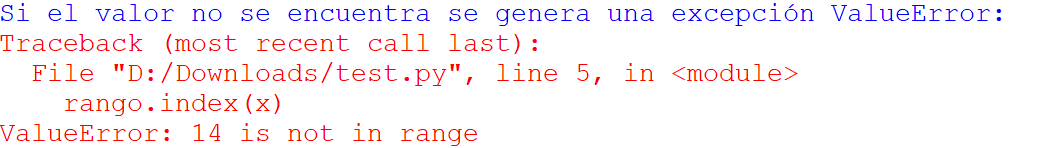 Si el valor no se encuentra se genera una excepción ValueError:
Traceback (most recent call last):
  File "D:/Downloads/test.py", line 5, in <module>
    rango.index(x)
ValueError: 14 is not in range